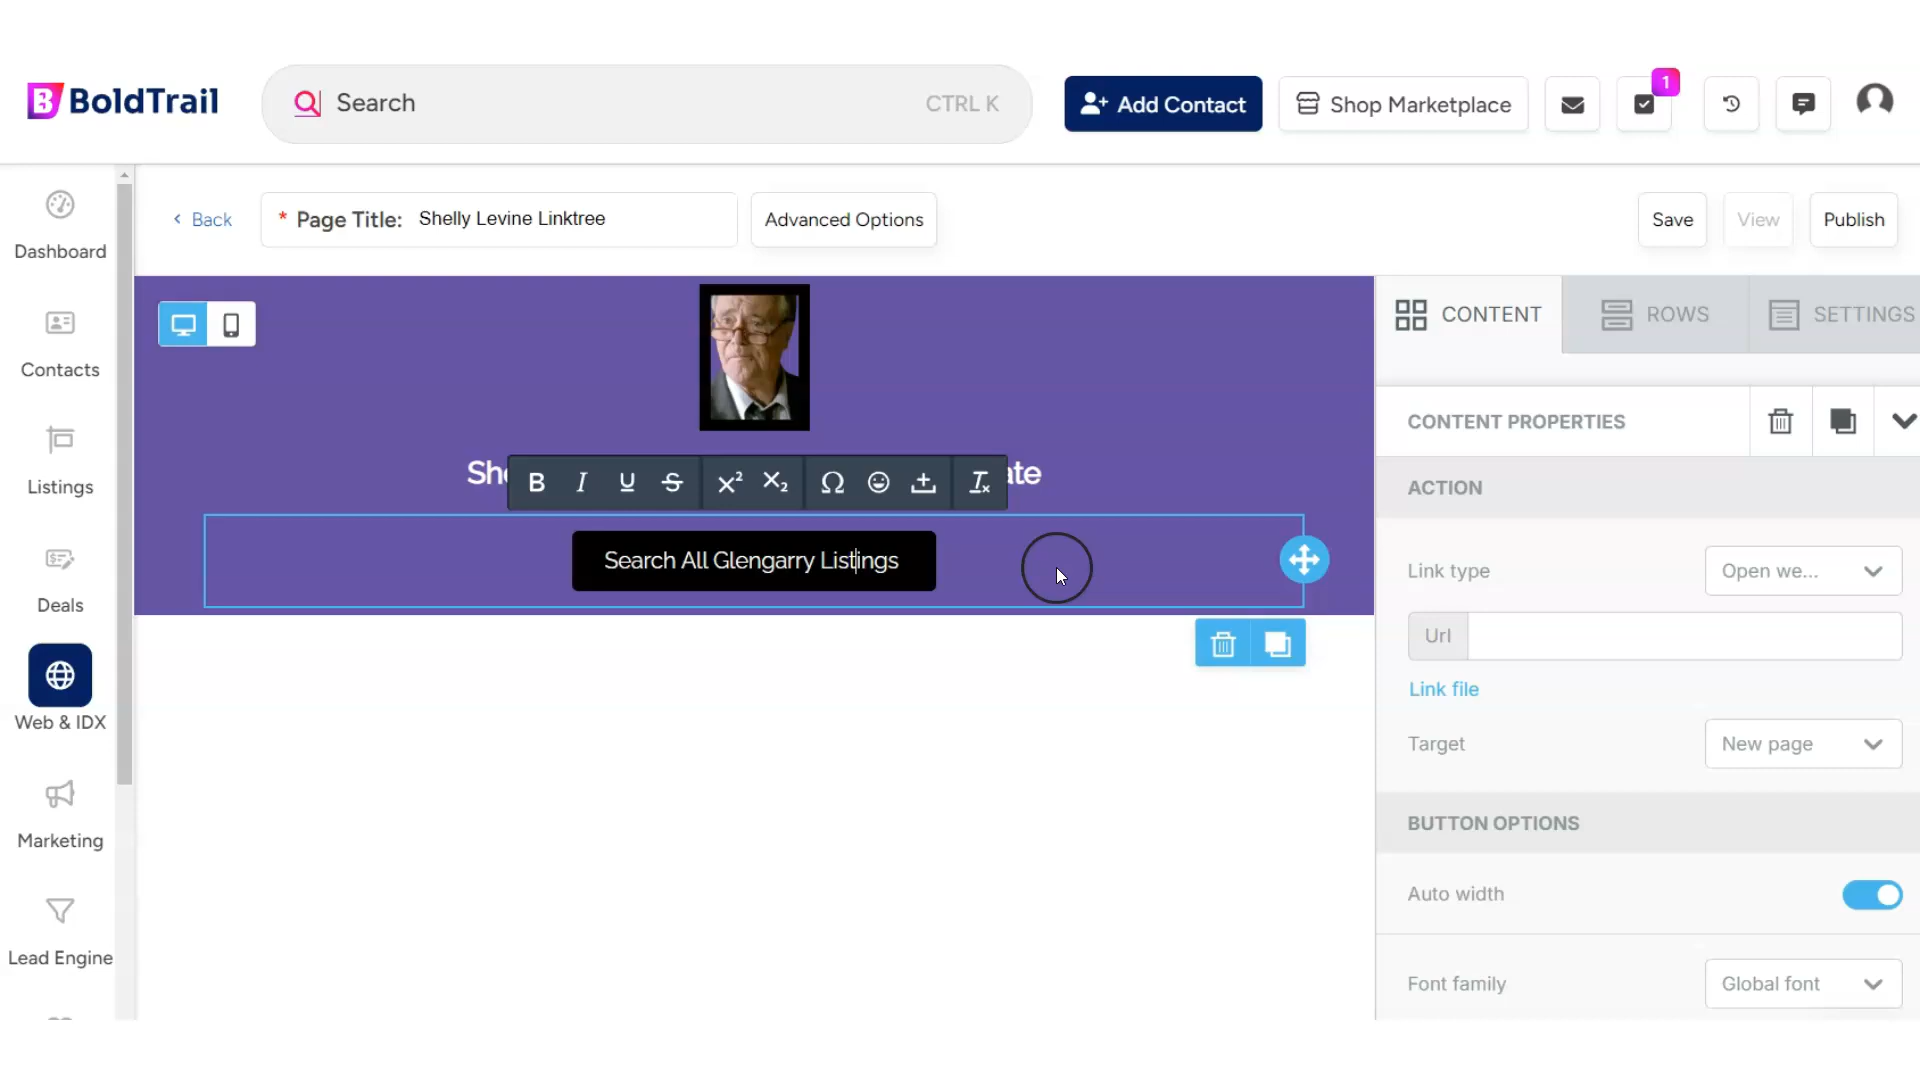 BoldTrail
Search
CTRL K
Add Contact
Shop Marketplace
1
Back
* Page Title: Shelly Levine Linktree
Advanced Options
Save
View
Publish
Dashboard
Contacts
Listings
Deals
Web & IDX
Marketing
Lead Engine
B I U S X² X₂ Ω
Search All Glengarry Listings
CONTENT
ROWS
SETTINGS
CONTENT PROPERTIES
ACTION
Link type
Open we...
Url
Link file
Target
New page
BUTTON OPTIONS
Auto width
Font family
Global font